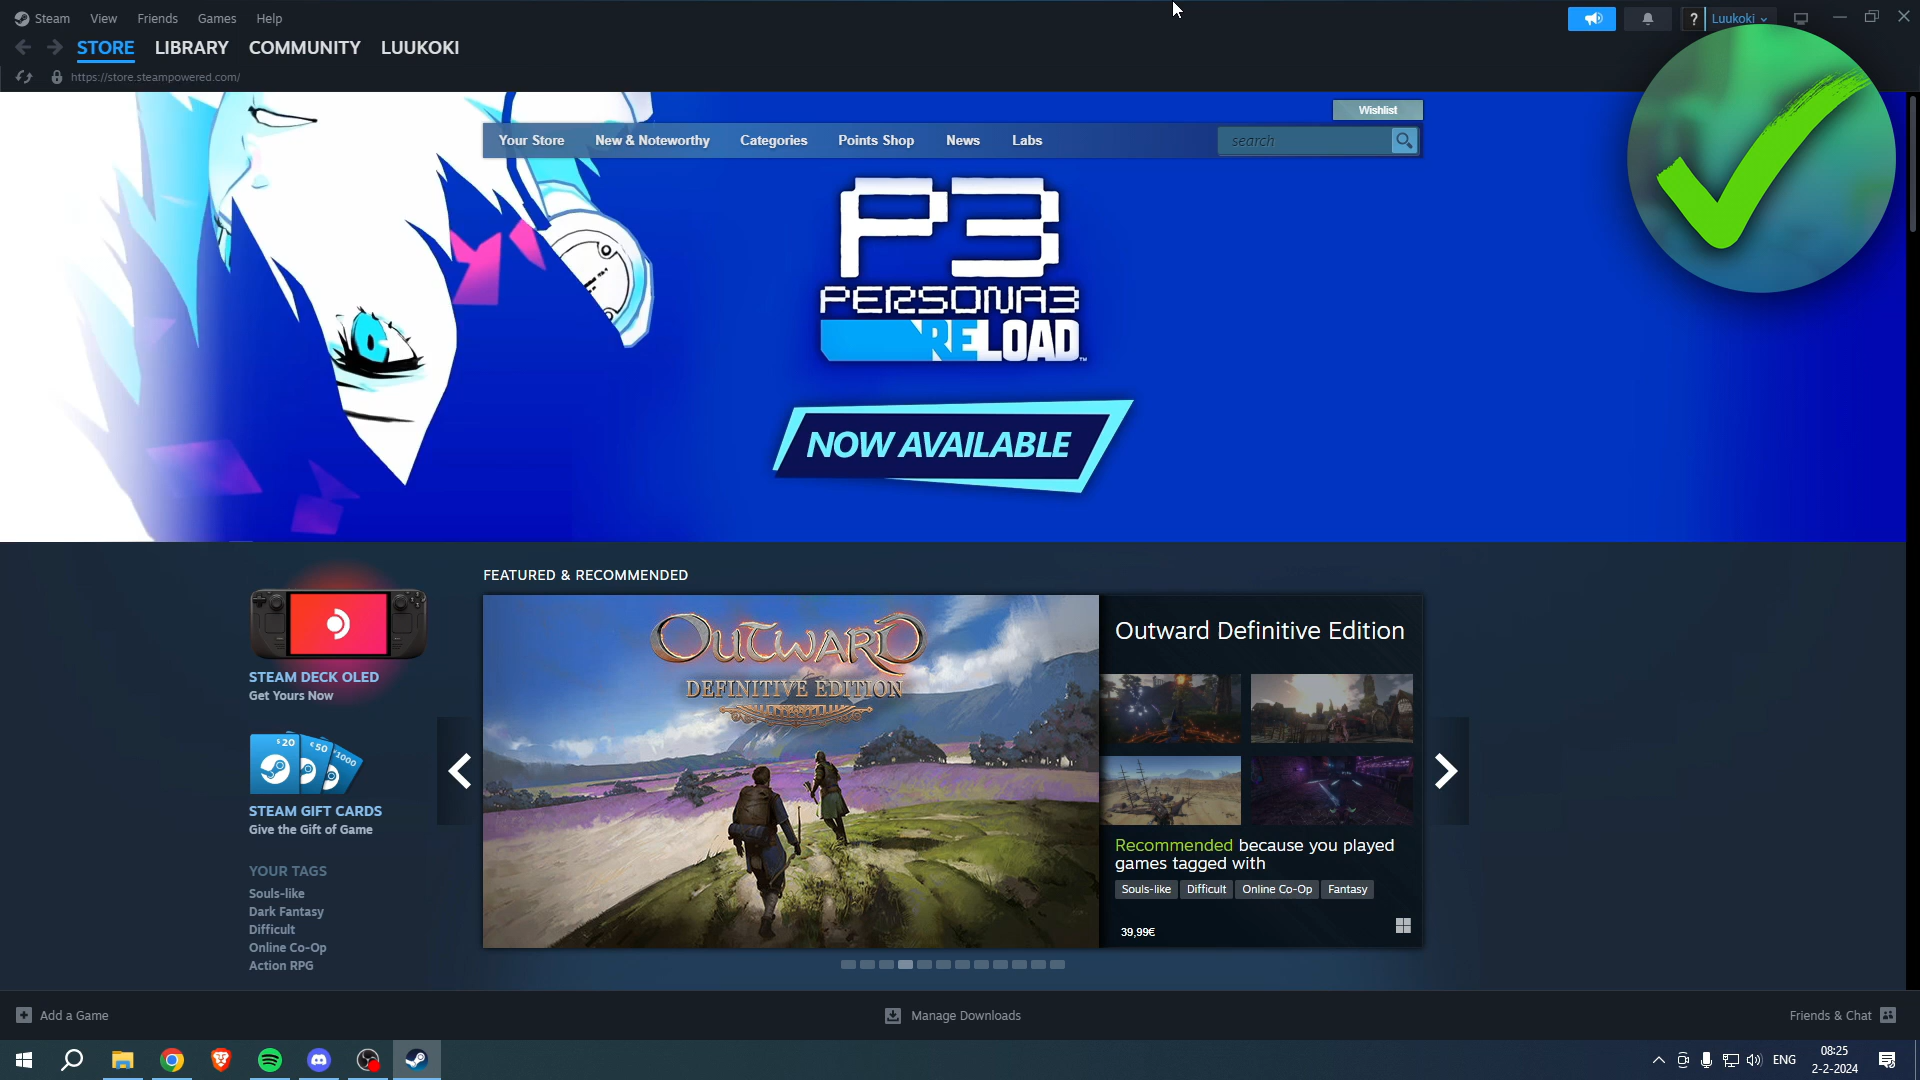 Steam View Friends Games Help
? Luukoki
STORE LIBRARY COMMUNITY LUUKOKI
https://store.steampowered.com/
Wishlist
Your Store New & Noteworthy Categories Points Shop News Labs
search
P3
PERSONA3
RELOAD
NOW AVAILABLE
FEATURED & RECOMMENDED
STEAM DECK OLED
Get Yours Now
$20 €50 1000
STEAM GIFT CARDS
Give the Gift of Game
YOUR TAGS
Souls-like
Dark Fantasy
Difficult
Online Co-Op
Action RPG
OUTWARD
DEFINITIVE EDITION
Outward Definitive Edition
Recommended because you played
games tagged with
Souls-like Difficult Online Co-Op Fantasy
39,99€
Add a Game
Manage Downloads
Friends & Chat
ENG
08:25
2-2-2024